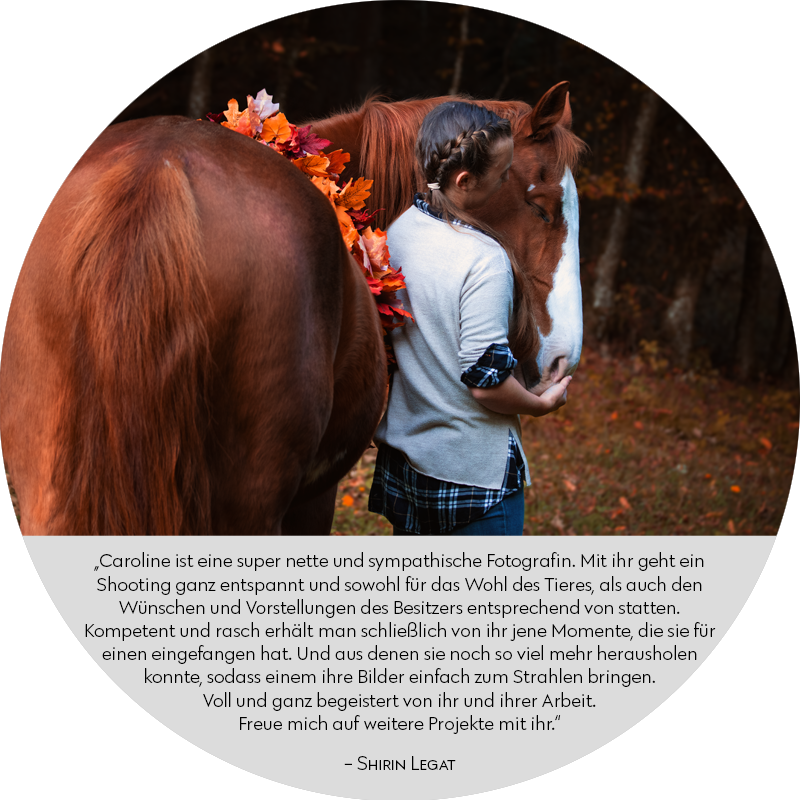 „Caroline ist eine super nette und sympathische Fotografin. Mit ihr geht ein
Shooting ganz entspannt und sowohl für das Wohl des Tieres, als auch den
Wünschen und Vorstellungen des Besitzers entsprechend von statten.
Kompetent und rasch erhält man schließlich von ihr jene Momente, die sie für
einen eingefangen hat. Und aus denen sie noch so viel mehr herausholen
konnte, sodass einem ihre Bilder einfach zum Strahlen bringen.
Voll und ganz begeistert von ihr und ihrer Arbeit.
Freue mich auf weitere Projekte mit ihr.“
– Shirin Legat